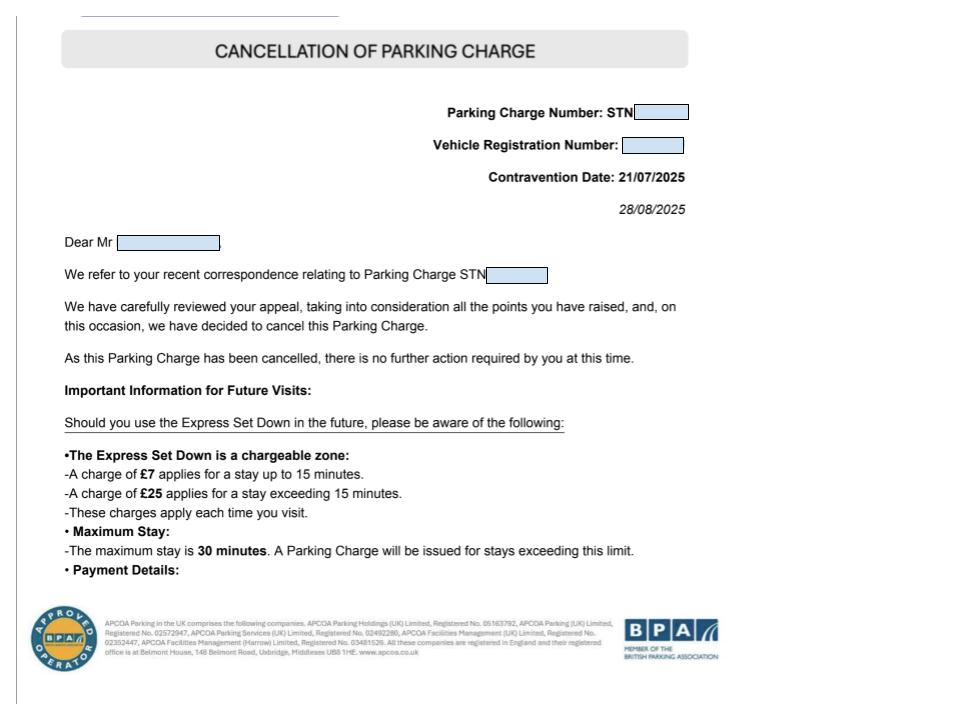 CANCELLATION OF PARKING CHARGE
Parking Charge Number: STN
Vehicle Registration Number:
Contravention Date: 21/07/2025
28/08/2025
Dear Mr
We refer to your recent correspondence relating to Parking Charge STN
We have carefully reviewed your appeal, taking into consideration all the points you have raised, and, on
this occasion, we have decided to cancel this Parking Charge.
As this Parking Charge has been cancelled, there is no further action required by you at this time.
Important Information for Future Visits:
Should you use the Express Set Down in the future, please be aware of the following:
•The Express Set Down is a chargeable zone:
-A charge of £7 applies for a stay up to 15 minutes.
-A charge of £25 applies for a stay exceeding 15 minutes.
-These charges apply each time you visit.
• Maximum Stay:
-The maximum stay is 30 minutes. A Parking Charge will be issued for stays exceeding this limit.
• Payment Details:
APPROVED
BPA
OPERATOR
APCOA Parking in the UK comprises the following companies. APCOA Parking Holdings (UK) Limited, Registered No. 05163792, APCOA Parking (UK) Limited,
Registered No. 02572947, APCOA Parking Services (UK) Limited, Registered No. 02492280, APCOA Facilities Management (UK) Limited, Registered No.
02352447, APCOA Facilities Management (Harrow) Limited, Registered No. 03481526. All these companies are registered in England and their registered
office is at Belmont House, 148 Belmont Road, Uxbridge, Middlesex UB8 1HE. www.apcoa.co.uk
BPA
MEMBER OF THE
BRITISH PARKING ASSOCIATION